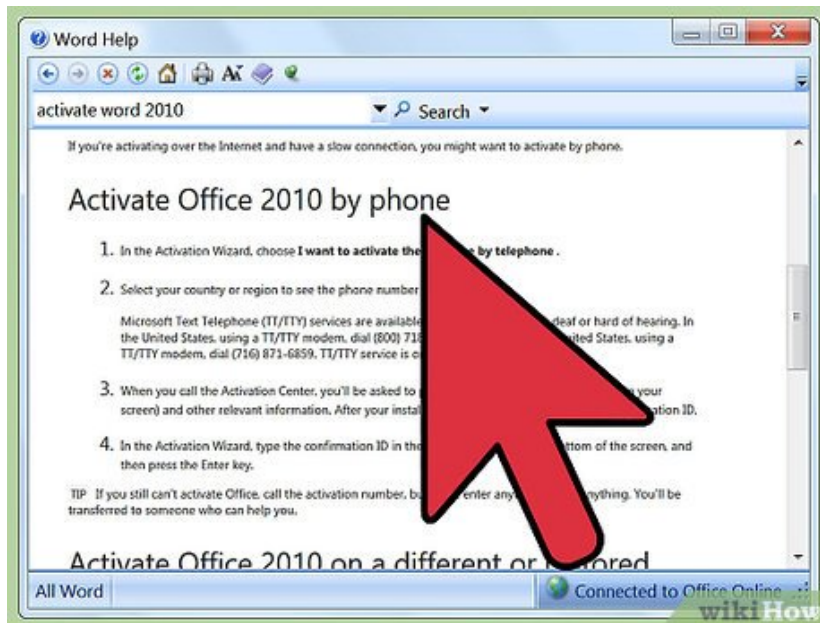 Word Help
activate word 2010
Search
If you're activating over the Internet and have a slow connection, you might want to activate by phone.
Activate Office 2010 by phone
1. In the Activation Wizard, choose I want to activate the by telephone .
2. Select your country or region to see the phone number
Microsoft Text Telephone (TT/TTY) services are available deaf or hard of hearing. In
the United States, using a TT/TTY modem, dial (800) 718 United States, using a
TT/TTY modem, dial (716) 871-6859. TT/TTY service is
3. When you call the Activation Center, you'll be asked to your
screen) and other relevant information. After your ID.
4. In the Activation Wizard, type the confirmation ID in the bottom of the screen, and
then press the Enter key.
TIP If you still can't activate Office, call the activation number, enter You'll be
transferred to someone who can help you.
Activate Office 2010 on a different or
All Word
Connected to Office Online
wikiHow